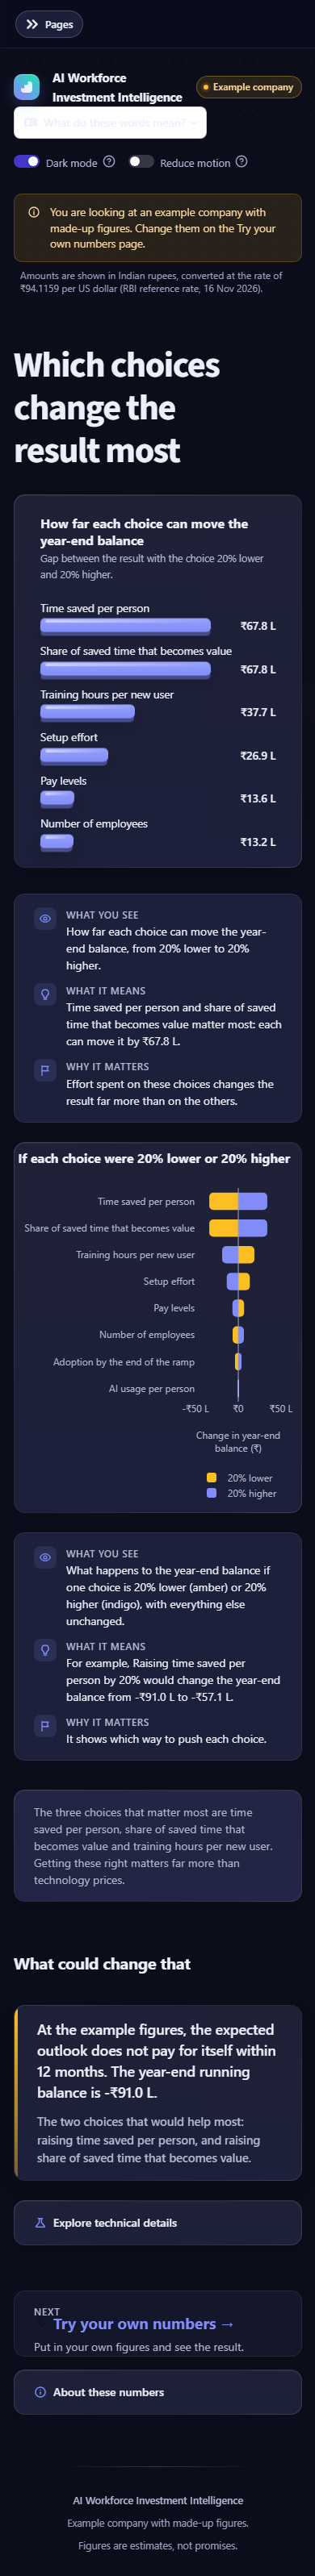 Pages
AI Workforce
Investment Intelligence
Example company
What do these words mean?
Dark mode
Reduce motion
You are looking at an example company with
made-up figures. Change them on the Try your
own numbers page.
Amounts are shown in Indian rupees, converted at the rate of
₹94.1159 per US dollar (RBI reference rate, 16 Nov 2026).
Which choices
change the
result most
How far each choice can move the
year-end balance
Gap between the result with the choice 20% lower
and 20% higher.
Time saved per person
₹67.8 L
Share of saved time that becomes value
₹67.8 L
Training hours per new user
₹37.7 L
Setup effort
₹26.9 L
Pay levels
₹13.6 L
Number of employees
₹13.2 L
WHAT YOU SEE
How far each choice can move the year-
end balance, from 20% lower to 20%
higher.
WHAT IT MEANS
Time saved per person and share of saved
time that becomes value matter most: each
can move it by ₹67.8 L.
WHY IT MATTERS
Effort spent on these choices changes the
result far more than on the others.
If each choice were 20% lower or 20% higher
Time saved per person
Share of saved time that becomes value
Training hours per new user
Setup effort
Pay levels
Number of employees
Adoption by the end of the ramp
AI usage per person
-₹50 L ₹0 ₹50 L
Change in year-end
balance (₹)
20% lower
20% higher
WHAT YOU SEE
What happens to the year-end balance if
one choice is 20% lower (amber) or 20%
higher (indigo), with everything else
unchanged.
WHAT IT MEANS
For example, Raising time saved per
person by 20% would change the year-end
balance from -₹91.0 L to -₹57.1 L.
WHY IT MATTERS
It shows which way to push each choice.
The three choices that matter most are time
saved per person, share of saved time that
becomes value and training hours per new user.
Getting these right matters far more than
technology prices.
What could change that
At the example figures, the expected
outlook does not pay for itself within
12 months. The year-end running
balance is -₹91.0 L.
The two choices that would help most:
raising time saved per person, and raising
share of saved time that becomes value.
Explore technical details
NEXT
Try your own numbers →
Put in your own figures and see the result.
About these numbers
AI Workforce Investment Intelligence
Example company with made-up figures.
Figures are estimates, not promises.